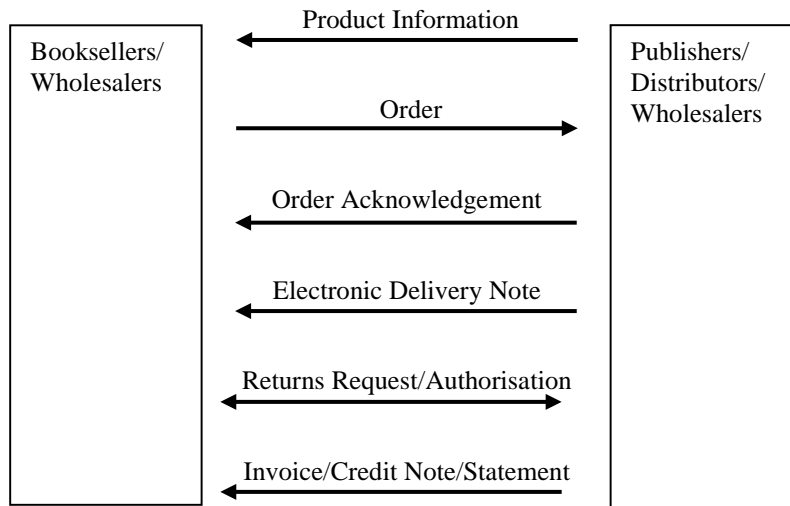 Product Information
Booksellers/
Wholesalers
Publishers/
Distributors/
Wholesalers
Order
Order Acknowledgement
Electronic Delivery Note
Returns Request/Authorisation
Invoice/Credit Note/Statement